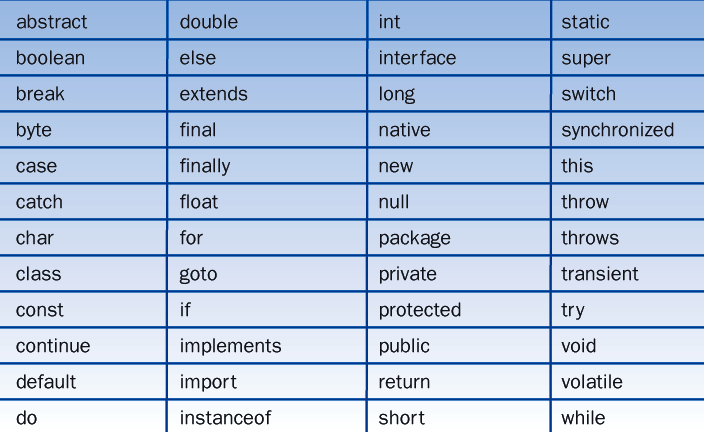 abstract double int static
boolean else interface super
break extends long switch
byte final native synchronized
case finally new this
catch float null throw
char for package throws
class goto private transient
const if protected try
continue implements public void
default import return volatile
do instanceof short while